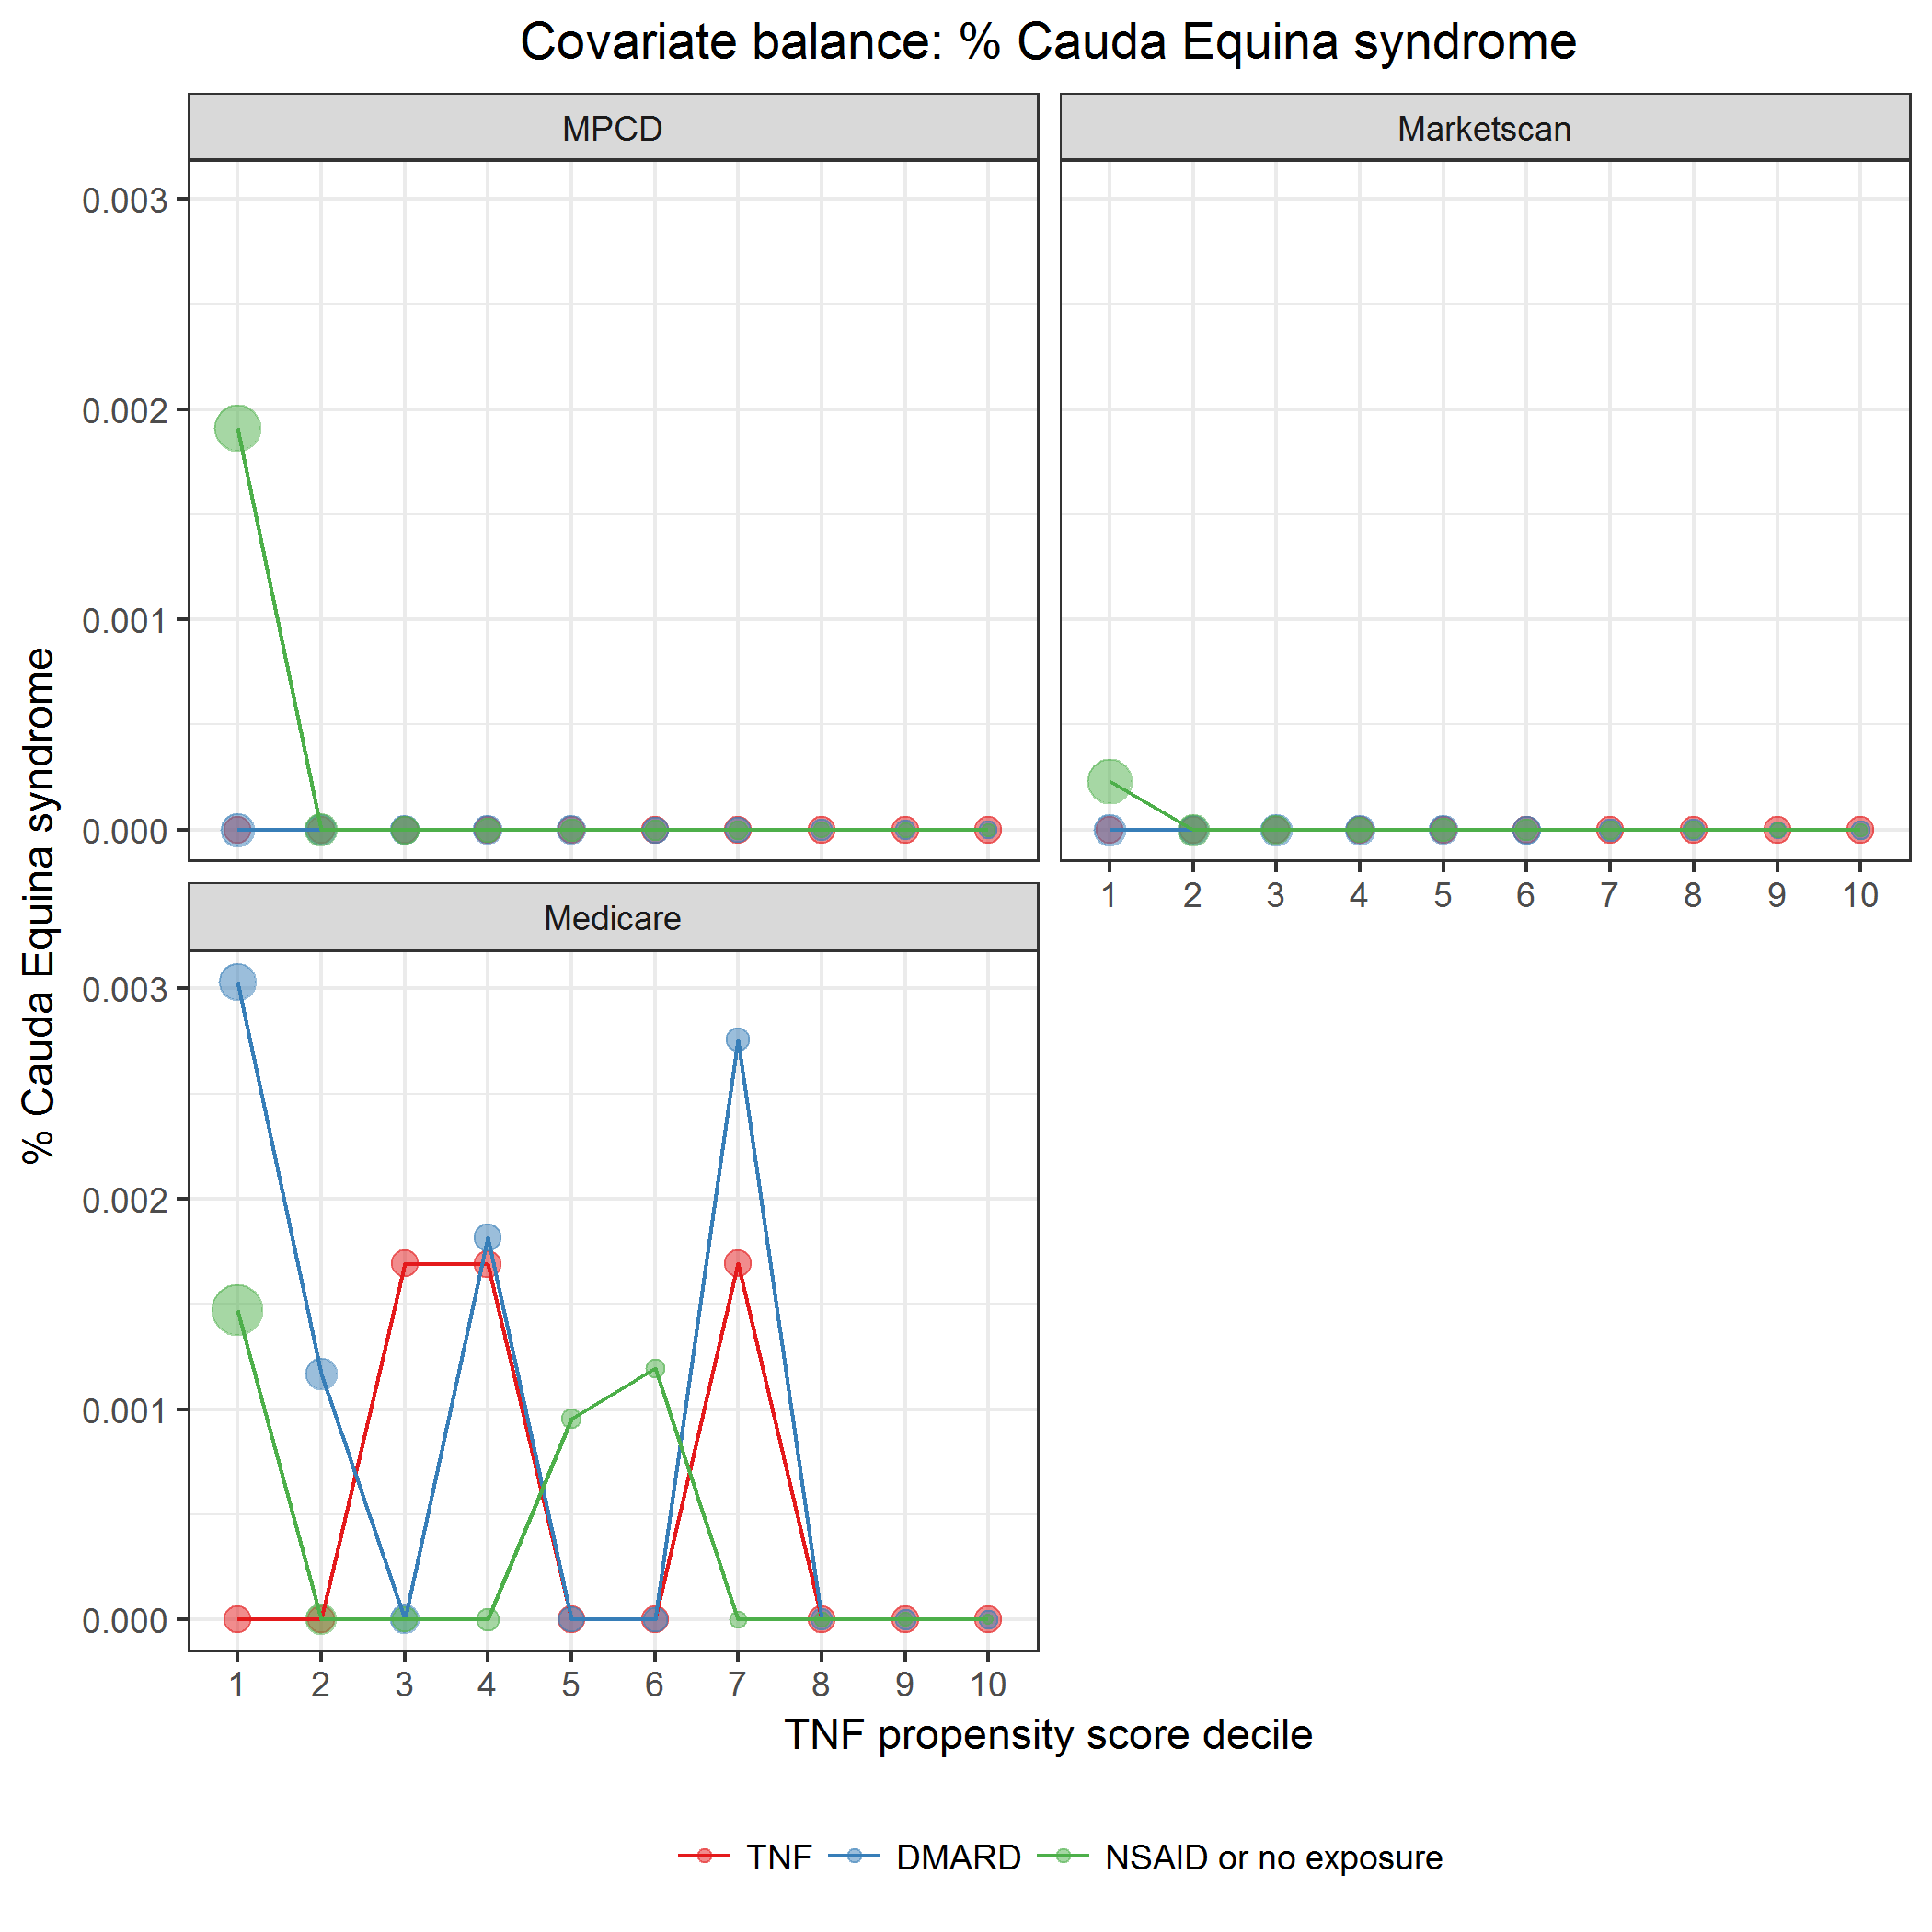 Covariate balance: % Cauda Equina syndrome
MPCD
Marketscan
0.003
0.002
0.001
0.000
1 2 3 4 5 6 7 8 9 10
Medicare
0.003
0.002
0.001
0.000
1 2 3 4 5 6 7 8 9 10
% Cauda Equina syndrome
TNF propensity score decile
TNF DMARD NSAID or no exposure